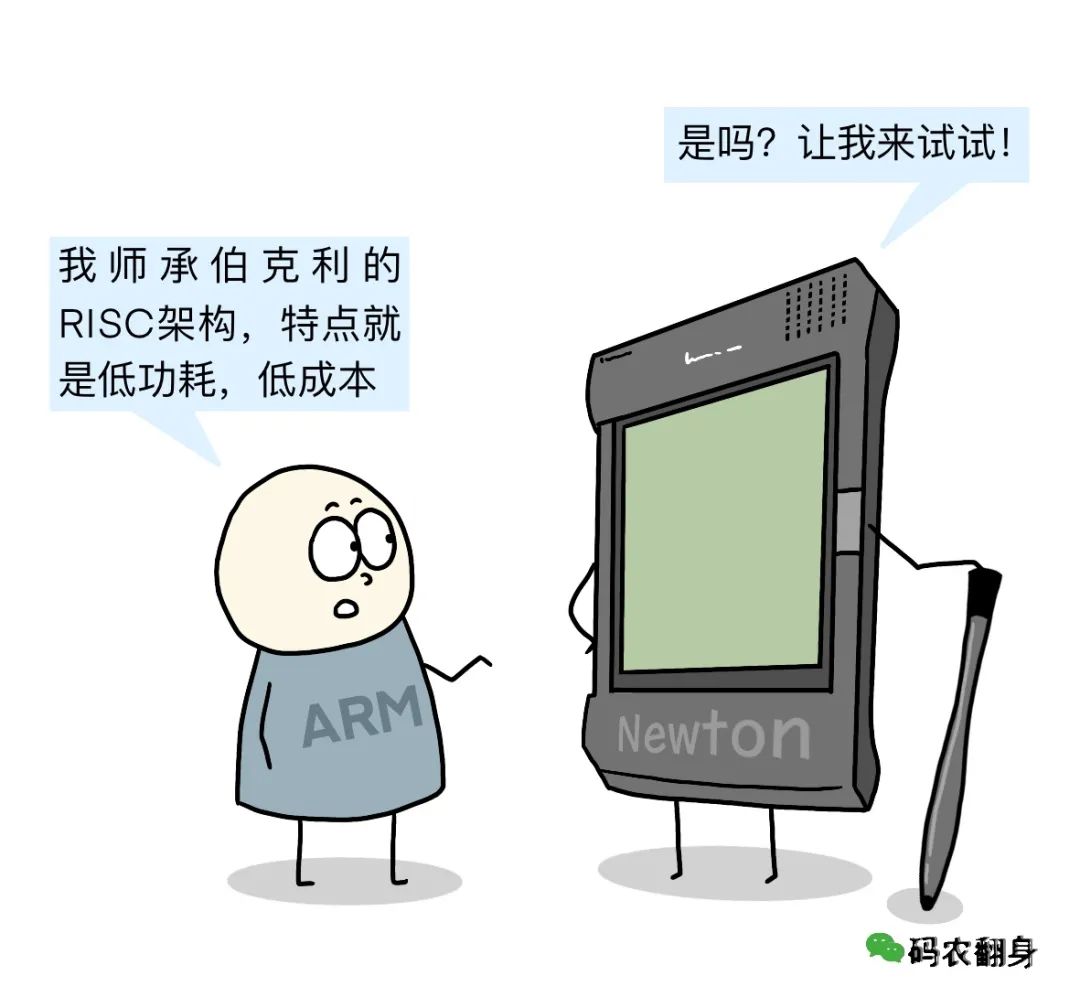 是吗？让我来试试！
我师承伯克利的
RISC架构，特点就
是低功耗，低成本
ARM
Newton
码农翻身